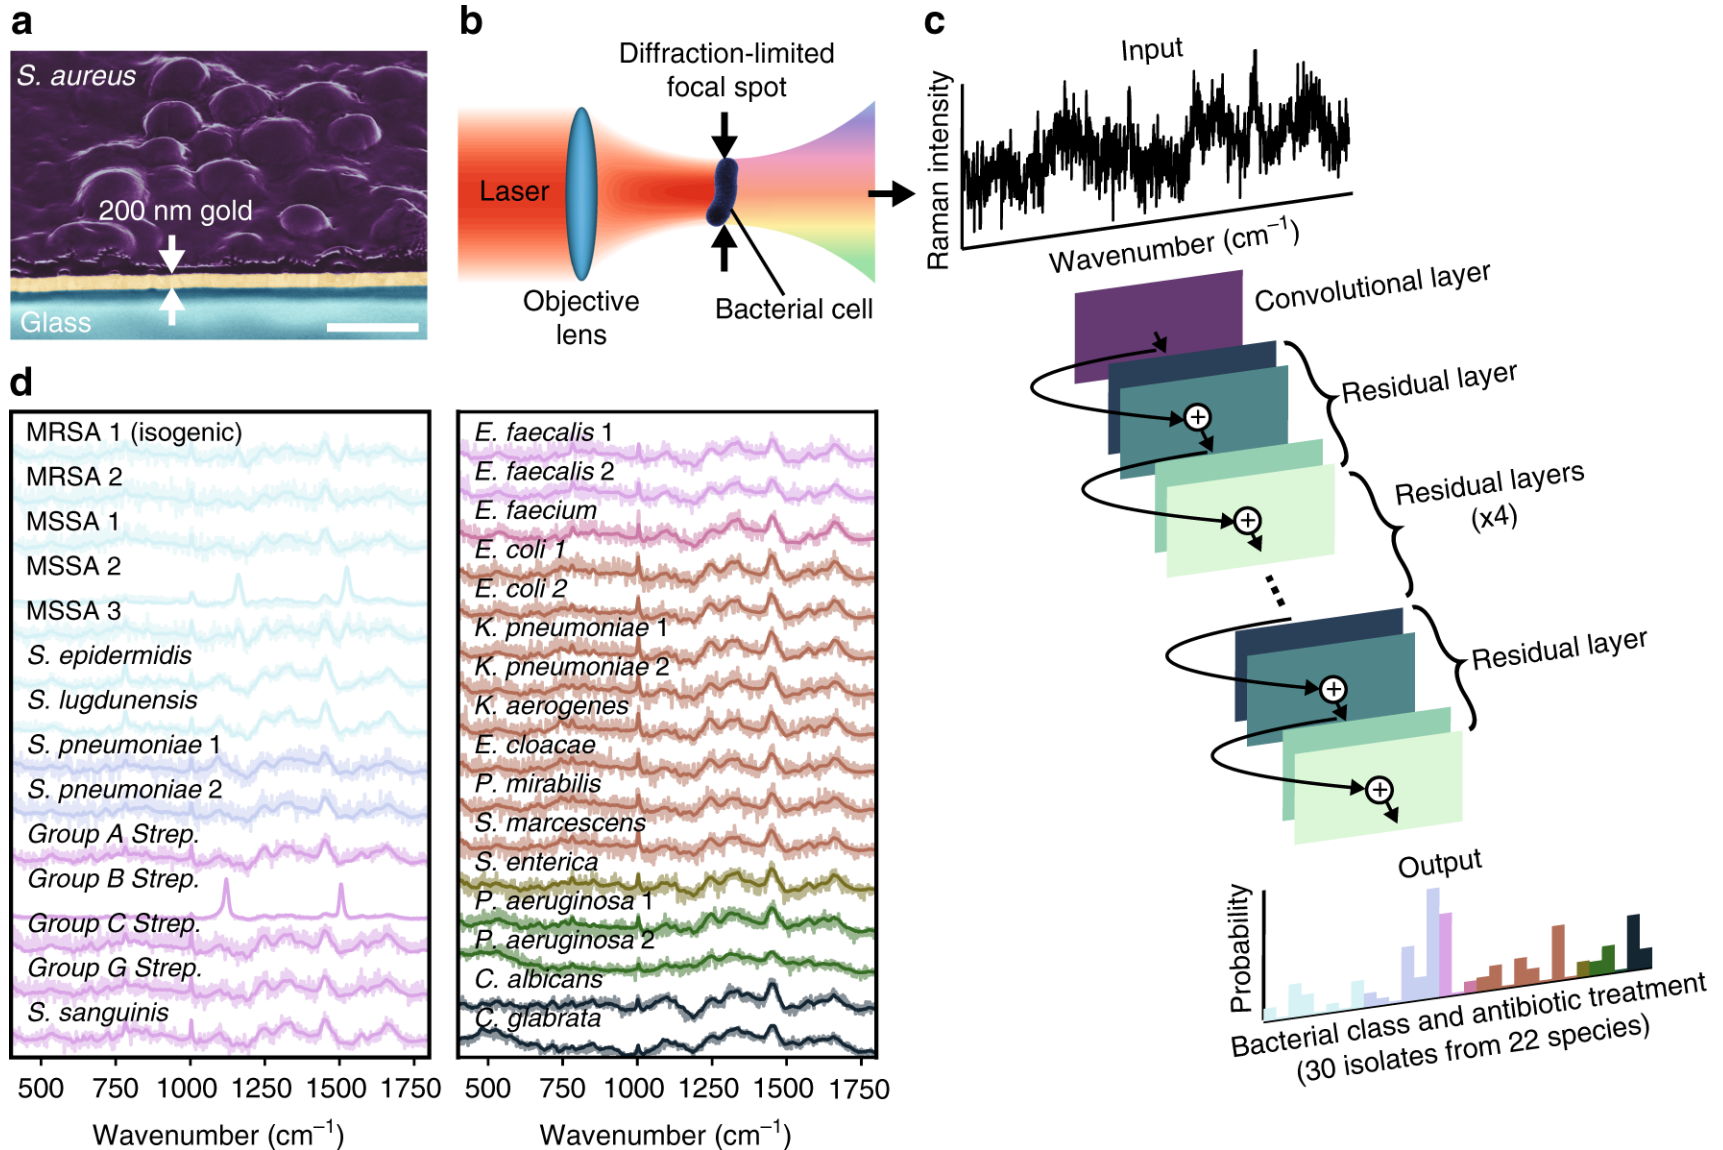 a
S. aureus
200 nm gold
Glass
b
Diffraction-limited
focal spot
Laser
Objective
lens
Bacterial cell
c
Input
Raman intensity
Wavenumber (cm⁻¹)
Convolutional layer
Residual layer
Residual layers
(x4)
Residual layer
Output
Probability
Bacterial class and antibiotic treatment
(30 isolates from 22 species)
d
MRSA 1 (isogenic)
MRSA 2
MSSA 1
MSSA 2
MSSA 3
S. epidermidis
S. lugdunensis
S. pneumoniae 1
S. pneumoniae 2
Group A Strep.
Group B Strep.
Group C Strep.
Group G Strep.
S. sanguinis
500 750 1000 1250 1500 1750
Wavenumber (cm⁻¹)
E. faecalis 1
E. faecalis 2
E. faecium
E. coli 1
E. coli 2
K. pneumoniae 1
K. pneumoniae 2
K. aerogenes
E. cloacae
P. mirabilis
S. marcescens
S. enterica
P. aeruginosa 1
P. aeruginosa 2
C. albicans
C. glabrata
500 750 1000 1250 1500 1750
Wavenumber (cm⁻¹)